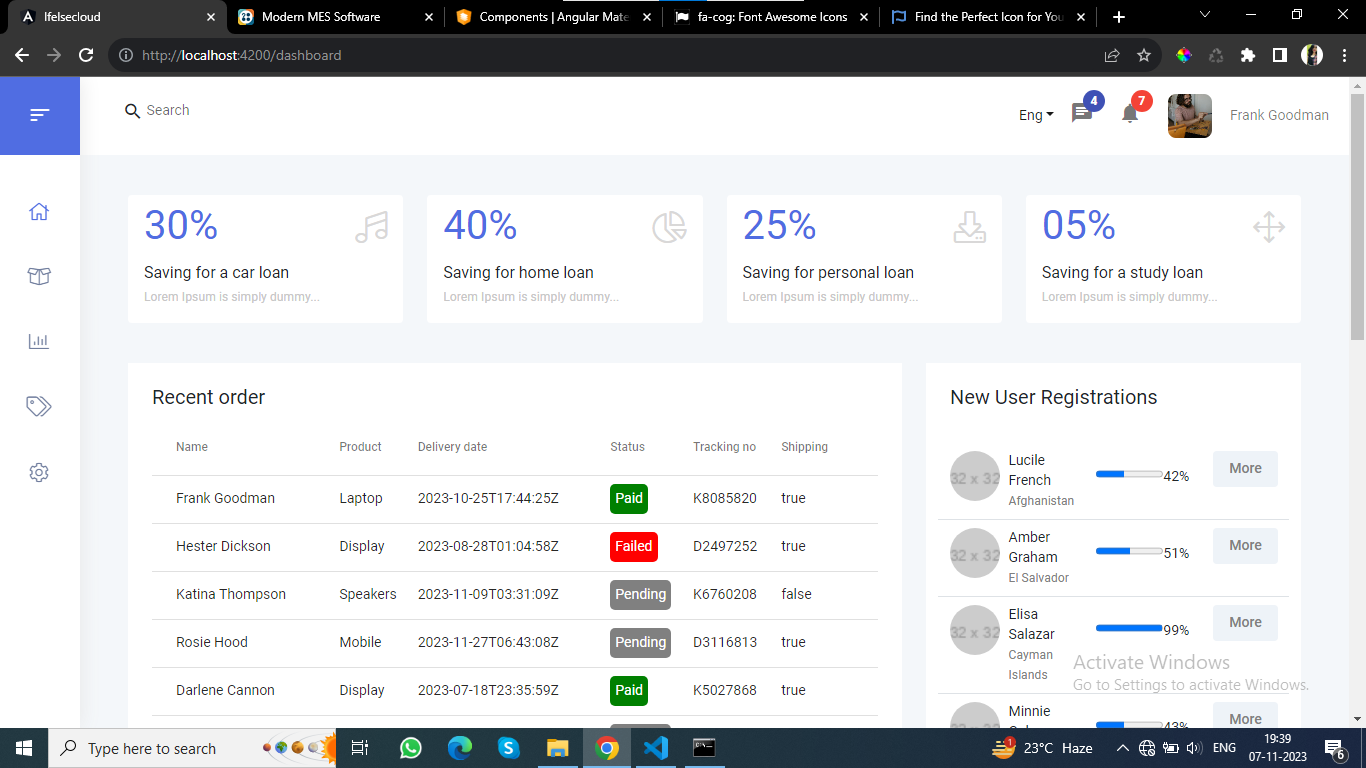 lfelsecloud
Modern MES Software
Components | Angular Mate
fa-cog: Font Awesome Icons
Find the Perfect Icon for You
http://localhost:4200/dashboard
Search
Eng
4
7
Frank Goodman
30%
Saving for a car loan
Lorem Ipsum is simply dummy...
40%
Saving for home loan
Lorem Ipsum is simply dummy...
25%
Saving for personal loan
Lorem Ipsum is simply dummy...
05%
Saving for a study loan
Lorem Ipsum is simply dummy...
Recent order
Name Product Delivery date Status Tracking no Shipping
Frank Goodman Laptop 2023-10-25T17:44:25Z Paid K8085820 true
Hester Dickson Display 2023-08-28T01:04:58Z Failed D2497252 true
Katina Thompson Speakers 2023-11-09T03:31:09Z Pending K6760208 false
Rosie Hood Mobile 2023-11-27T06:43:08Z Pending D3116813 true
Darlene Cannon Display 2023-07-18T23:35:59Z Paid K5027868 true
New User Registrations
32 x 32
Lucile
French
Afghanistan
42%
More
32 x 32
Amber
Graham
El Salvador
51%
More
32 x 32
Elisa
Salazar
Cayman
Islands
99%
More
Minnie
43%
More
Activate Windows
Go to Settings to activate Windows.
Type here to search
1
23°C Haze
ENG
19:39
07-11-2023
6